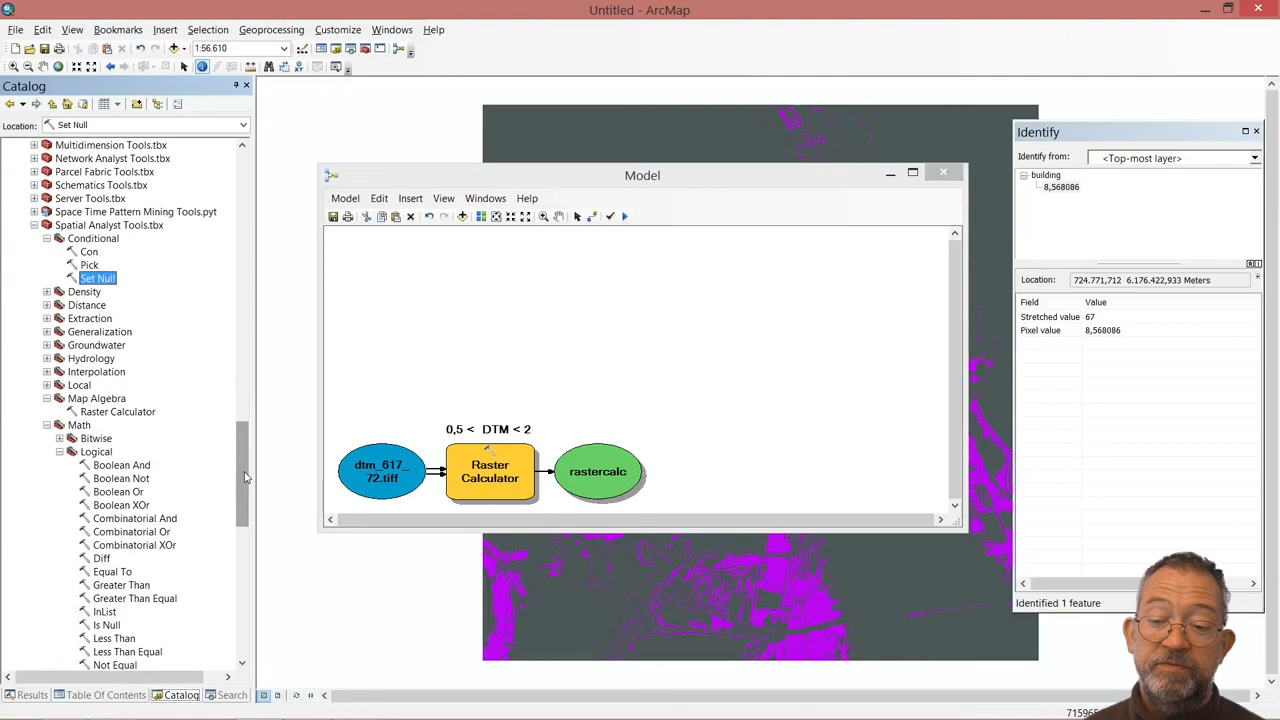 Untitled - ArcMap
File Edit View Bookmarks Insert Selection Geoprocessing Customize Windows Help
1:56.610
Catalog
Location: Set Null
Multidimension Tools.tbx
Network Analyst Tools.tbx
Parcel Fabric Tools.tbx
Schematics Tools.tbx
Server Tools.tbx
Space Time Pattern Mining Tools.pyt
Spatial Analyst Tools.tbx
Conditional
Con
Pick
Set Null
Density
Distance
Extraction
Generalization
Groundwater
Hydrology
Interpolation
Local
Map Algebra
Raster Calculator
Math
Bitwise
Logical
Boolean And
Boolean Not
Boolean Or
Boolean XOr
Combinatorial And
Combinatorial Or
Combinatorial XOr
Diff
Equal To
Greater Than
Greater Than Equal
InList
Is Null
Less Than
Less Than Equal
Not Equal
Results Table Of Contents Catalog Search
Model
Model Edit Insert View Windows Help
0,5 < DTM < 2
dtm_617_
72.tiff
Raster
Calculator
rastercalc
Identify
Identify from: <Top-most layer>
building
8,568086
Location: 724.771,712 6.176.422,933 Meters
Field Value
Stretched value 67
Pixel value 8,568086
Identified 1 feature